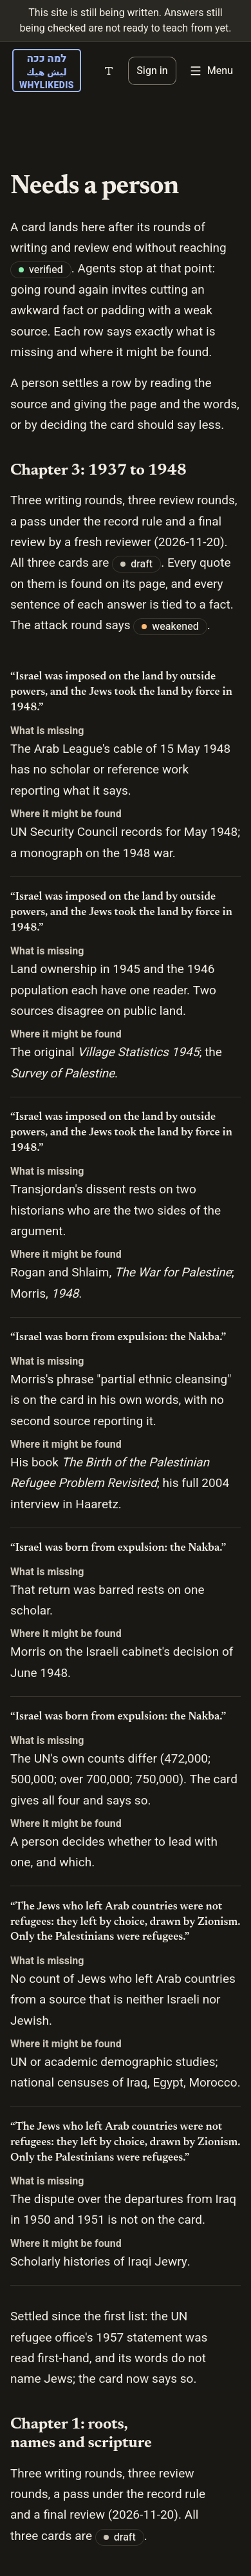 This site is still being written. Answers still
being checked are not ready to teach from yet.
למה ככה
ليش هيك
WHYLIKEDIS
T
Sign in
Menu
Needs a person
A card lands here after its rounds of
writing and review end without reaching
verified. Agents stop at that point:
going round again invites cutting an
awkward fact or padding with a weak
source. Each row says exactly what is
missing and where it might be found.
A person settles a row by reading the
source and giving the page and the words,
or by deciding the card should say less.
Chapter 3: 1937 to 1948
Three writing rounds, three review rounds,
a pass under the record rule and a final
review by a fresh reviewer (2026-11-20).
All three cards are draft. Every quote
on them is found on its page, and every
sentence of each answer is tied to a fact.
The attack round says weakened.
“Israel was imposed on the land by outside
powers, and the Jews took the land by force in
1948.”
What is missing
The Arab League's cable of 15 May 1948
has no scholar or reference work
reporting what it says.
Where it might be found
UN Security Council records for May 1948;
a monograph on the 1948 war.
“Israel was imposed on the land by outside
powers, and the Jews took the land by force in
1948.”
What is missing
Land ownership in 1945 and the 1946
population each have one reader. Two
sources disagree on public land.
Where it might be found
The original Village Statistics 1945; the
Survey of Palestine.
“Israel was imposed on the land by outside
powers, and the Jews took the land by force in
1948.”
What is missing
Transjordan's dissent rests on two
historians who are the two sides of the
argument.
Where it might be found
Rogan and Shlaim, The War for Palestine;
Morris, 1948.
“Israel was born from expulsion: the Nakba.”
What is missing
Morris's phrase "partial ethnic cleansing"
is on the card in his own words, with no
second source reporting it.
Where it might be found
His book The Birth of the Palestinian
Refugee Problem Revisited; his full 2004
interview in Haaretz.
“Israel was born from expulsion: the Nakba.”
What is missing
That return was barred rests on one
scholar.
Where it might be found
Morris on the Israeli cabinet's decision of
June 1948.
“Israel was born from expulsion: the Nakba.”
What is missing
The UN's own counts differ (472,000;
500,000; over 700,000; 750,000). The card
gives all four and says so.
Where it might be found
A person decides whether to lead with
one, and which.
“The Jews who left Arab countries were not
refugees: they left by choice, drawn by Zionism.
Only the Palestinians were refugees.”
What is missing
No count of Jews who left Arab countries
from a source that is neither Israeli nor
Jewish.
Where it might be found
UN or academic demographic studies;
national censuses of Iraq, Egypt, Morocco.
“The Jews who left Arab countries were not
refugees: they left by choice, drawn by Zionism.
Only the Palestinians were refugees.”
What is missing
The dispute over the departures from Iraq
in 1950 and 1951 is not on the card.
Where it might be found
Scholarly histories of Iraqi Jewry.
Settled since the first list: the UN
refugee office's 1957 statement was
read first-hand, and its words do not
name Jews; the card now says so.
Chapter 1: roots,
names and scripture
Three writing rounds, three review
rounds, a pass under the record rule
and a final review (2026-11-20). All
three cards are draft.